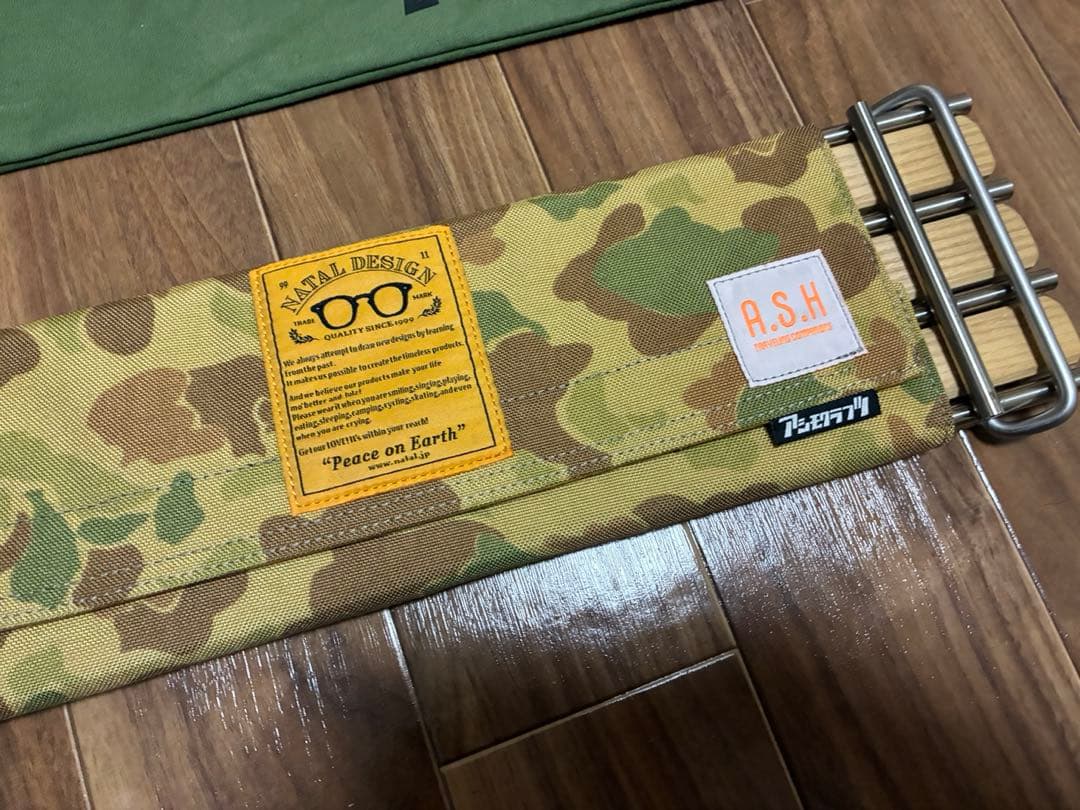 99
11
NATAL DESIGN
TRADE
MARK
QUALITY SINCE 1999
We always attempt to draw new designs by learning
from the past.
It makes us possible to create the timeless products.
And we believe our products make your life
mo' better and fule!
Please wear it when you are smiling, singing, playing,
eating, sleeping, camping, cycling, skating, and even
when you are crying.
Get our LOVE! It's within your reach!
"Peace on Earth"
www.natal.jp
A.S.H
TRAVELING COMPANIONS
アシモクラフツ